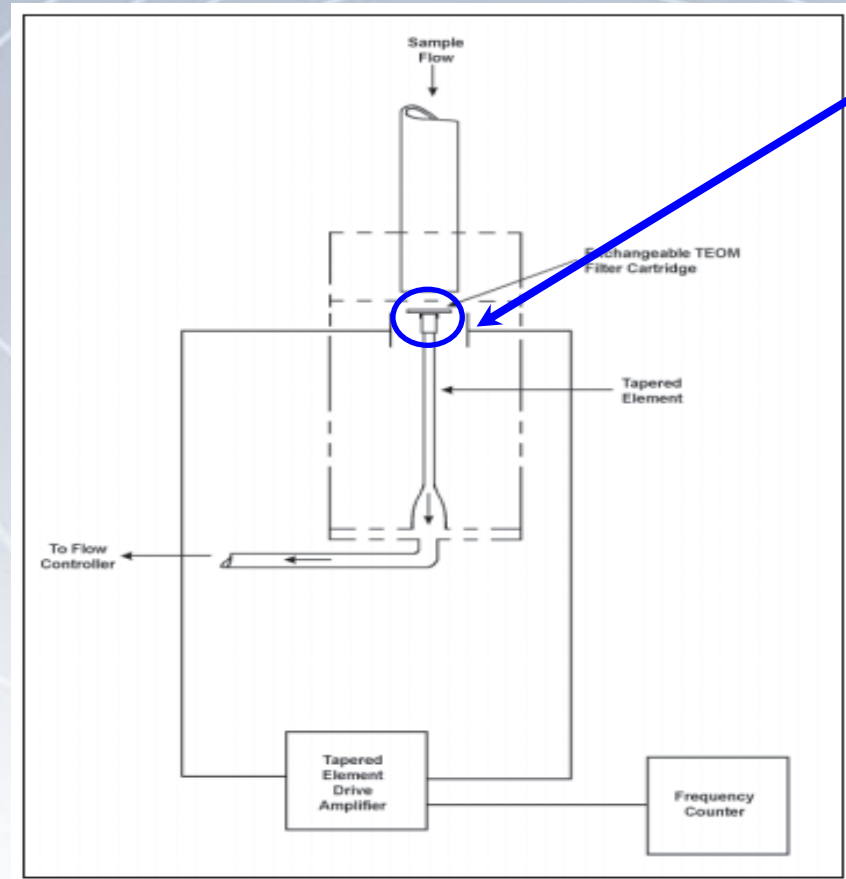 Sample
Flow
Exchangeable TEOM
Filter Cartridge
Tapered
Element
To Flow
Controller
Tapered
Element
Drive
Amplifier
Frequency
Counter